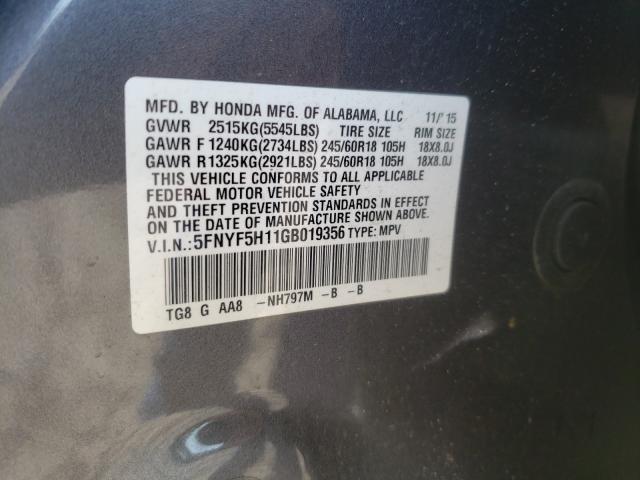 MFD. BY HONDA MFG. OF ALABAMA, LLC 11/'15
GVWR 2515KG(5545LBS) TIRE SIZE RIM SIZE
GAWR F 1240KG(2734LBS) 245/60R18 105H 18X8.0J
GAWR R1325KG(2921LBS) 245/60R18 105H 18X8.0J
THIS VEHICLE CONFORMS TO ALL APPLICABLE
FEDERAL MOTOR VEHICLE SAFETY
AND THEFT PREVENTION STANDARDS IN EFFECT
ON THE DATE OF MANUFACTURE SHOWN ABOVE.
V.I.N.:5FNYF5H11GB019356 TYPE: MPV
TG8 G AA8 -NH797M -B -B